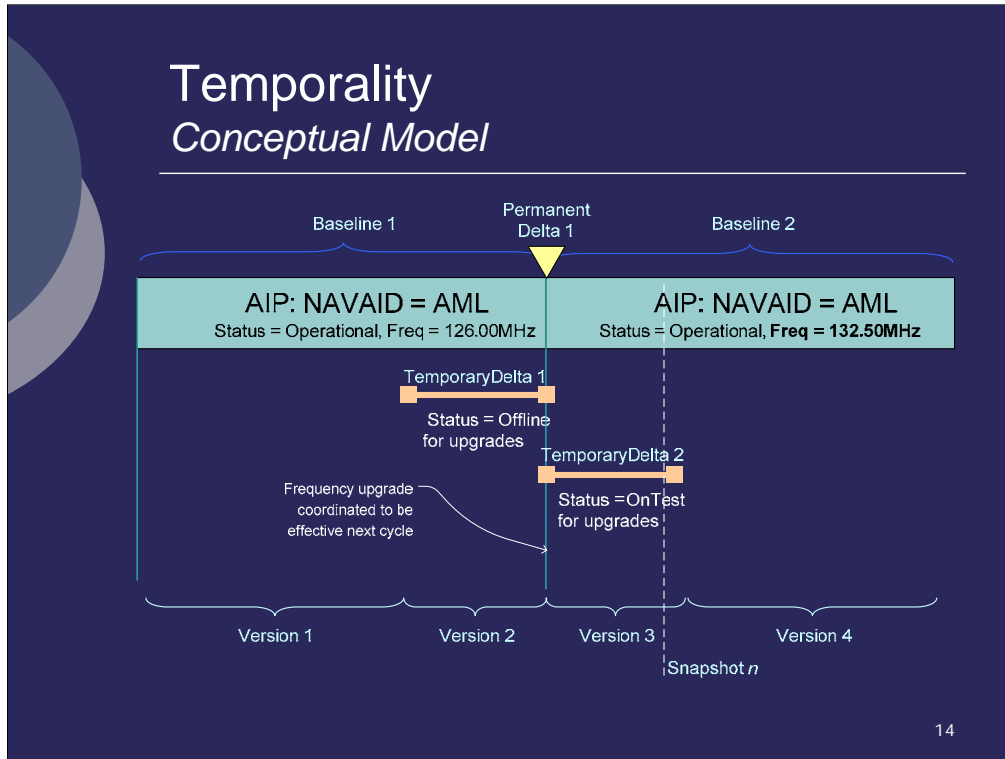 Temporality
Conceptual Model
Baseline 1
Permanent
Delta 1
Baseline 2
AIP: NAVAID = AML
Status = Operational, Freq = 126.00MHz
AIP: NAVAID = AML
Status = Operational, Freq = 132.50MHz
TemporaryDelta 1
Status = Offline
for upgrades
TemporaryDelta 2
Status =OnTest
for upgrades
Frequency upgrade
coordinated to be
effective next cycle
Version 1
Version 2
Version 3
Version 4
Snapshot n
14